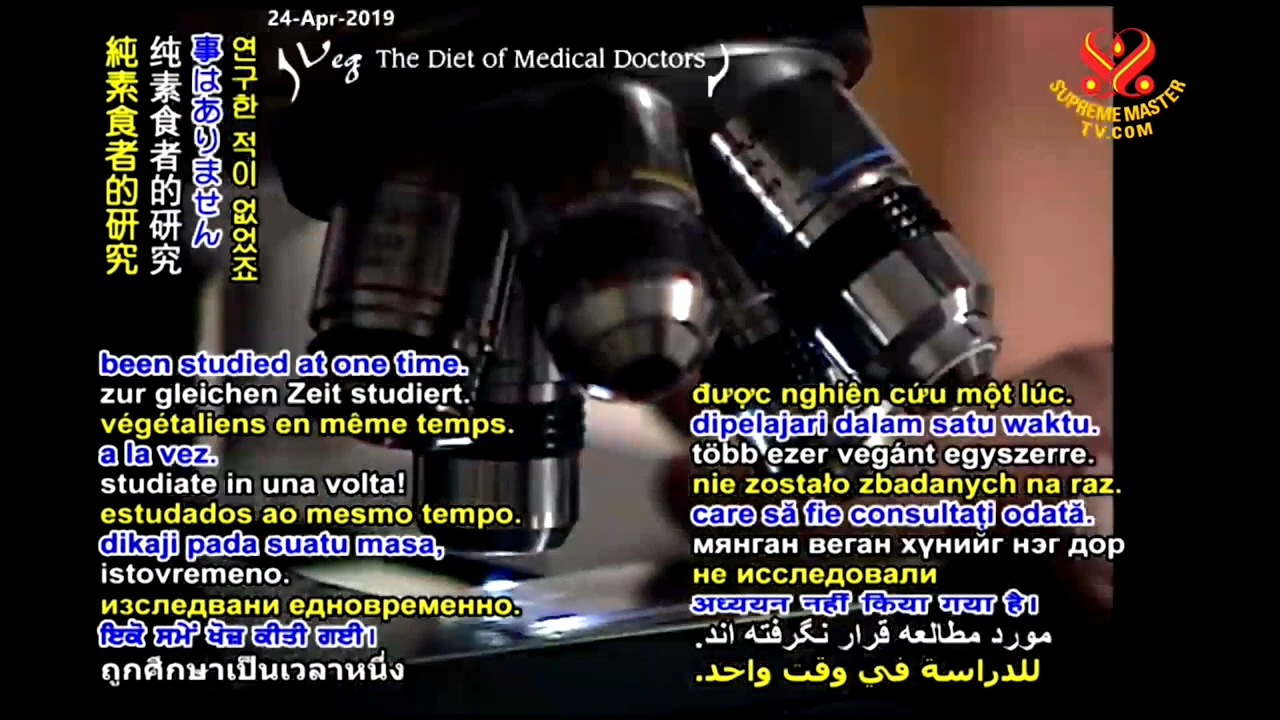 24-Apr-2019
Veg The Diet of Medical Doctors
SUPREME MASTER
TV.COM
연구한 적이 없었죠
事はありません
纯素食者的研究
純素食者的研究
been studied at one time.
zur gleichen Zeit studiert.
végétaliens en même temps.
a la vez.
studiate in una volta!
estudados ao mesmo tempo.
dikaji pada suatu masa,
istovremeno.
изследвани едновременно.
ਇਕੋ ਸਮੇਂ ਖੋਜ਼ ਕੀਤੀ ਗਈ।
ถูกศึกษาเป็นเวลาหนึ่ง
được nghiên cứu một lúc.
dipelajari dalam satu waktu.
több ezer vegánt egyszerre.
nie zostało zbadanych na raz.
care să fie consultați odată.
мянган веган хүнийг нэг дор
не исследовали
अध्ययन नहीं किया गया है।
مورد مطالعه قرار نگرفته اند.
للدراسة في وقت واحد.